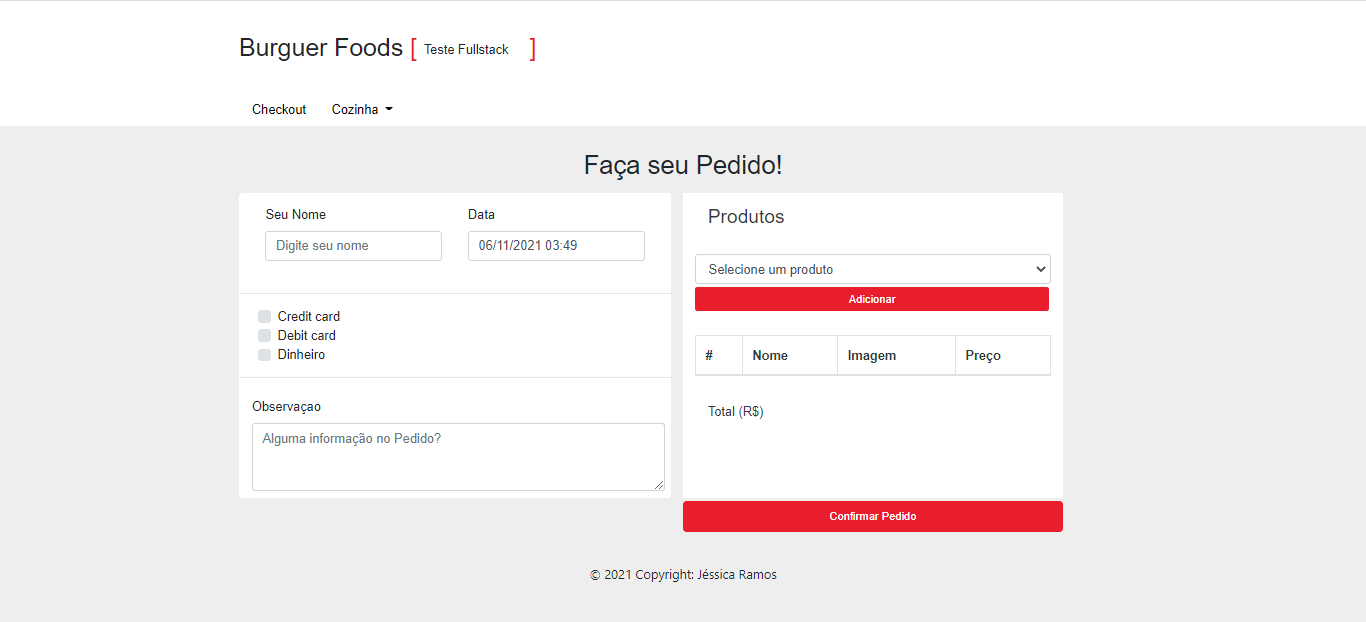 Burguer Foods [ Teste Fullstack ]
Checkout Cozinha
Faça seu Pedido!
Seu Nome Data
Digite seu nome 06/11/2021 03:49
Credit card
Debit card
Dinheiro
Observaçao
Alguma informação no Pedido?
Produtos
Selecione um produto
Adicionar
# Nome Imagem Preço
Total (R$)
Confirmar Pedido
© 2021 Copyright: Jéssica Ramos